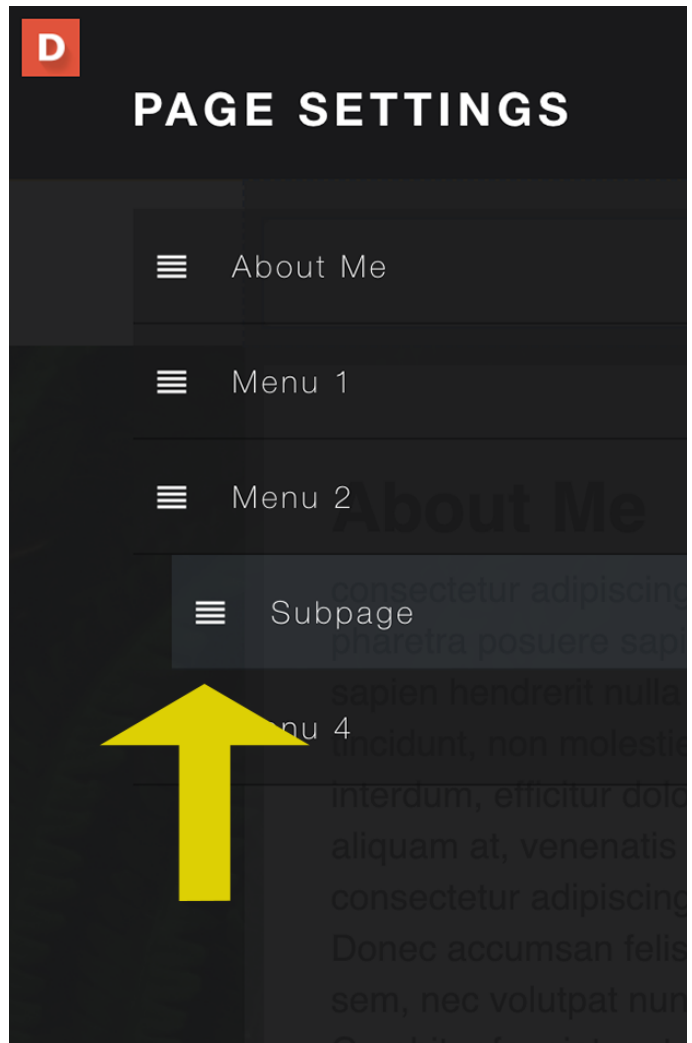 D
PAGE SETTINGS
About Me
Menu 1
Menu 2
About Me
Subpage
consectetur adipiscing
pharetra posuere sapi
sapien hendrerit nulla
nu 4
tincidunt, non molestie
interdum, efficitur dolo
aliquam at, venenatis
consectetur adipiscing
Donec accumsan felis
sem, nec volutpat nun